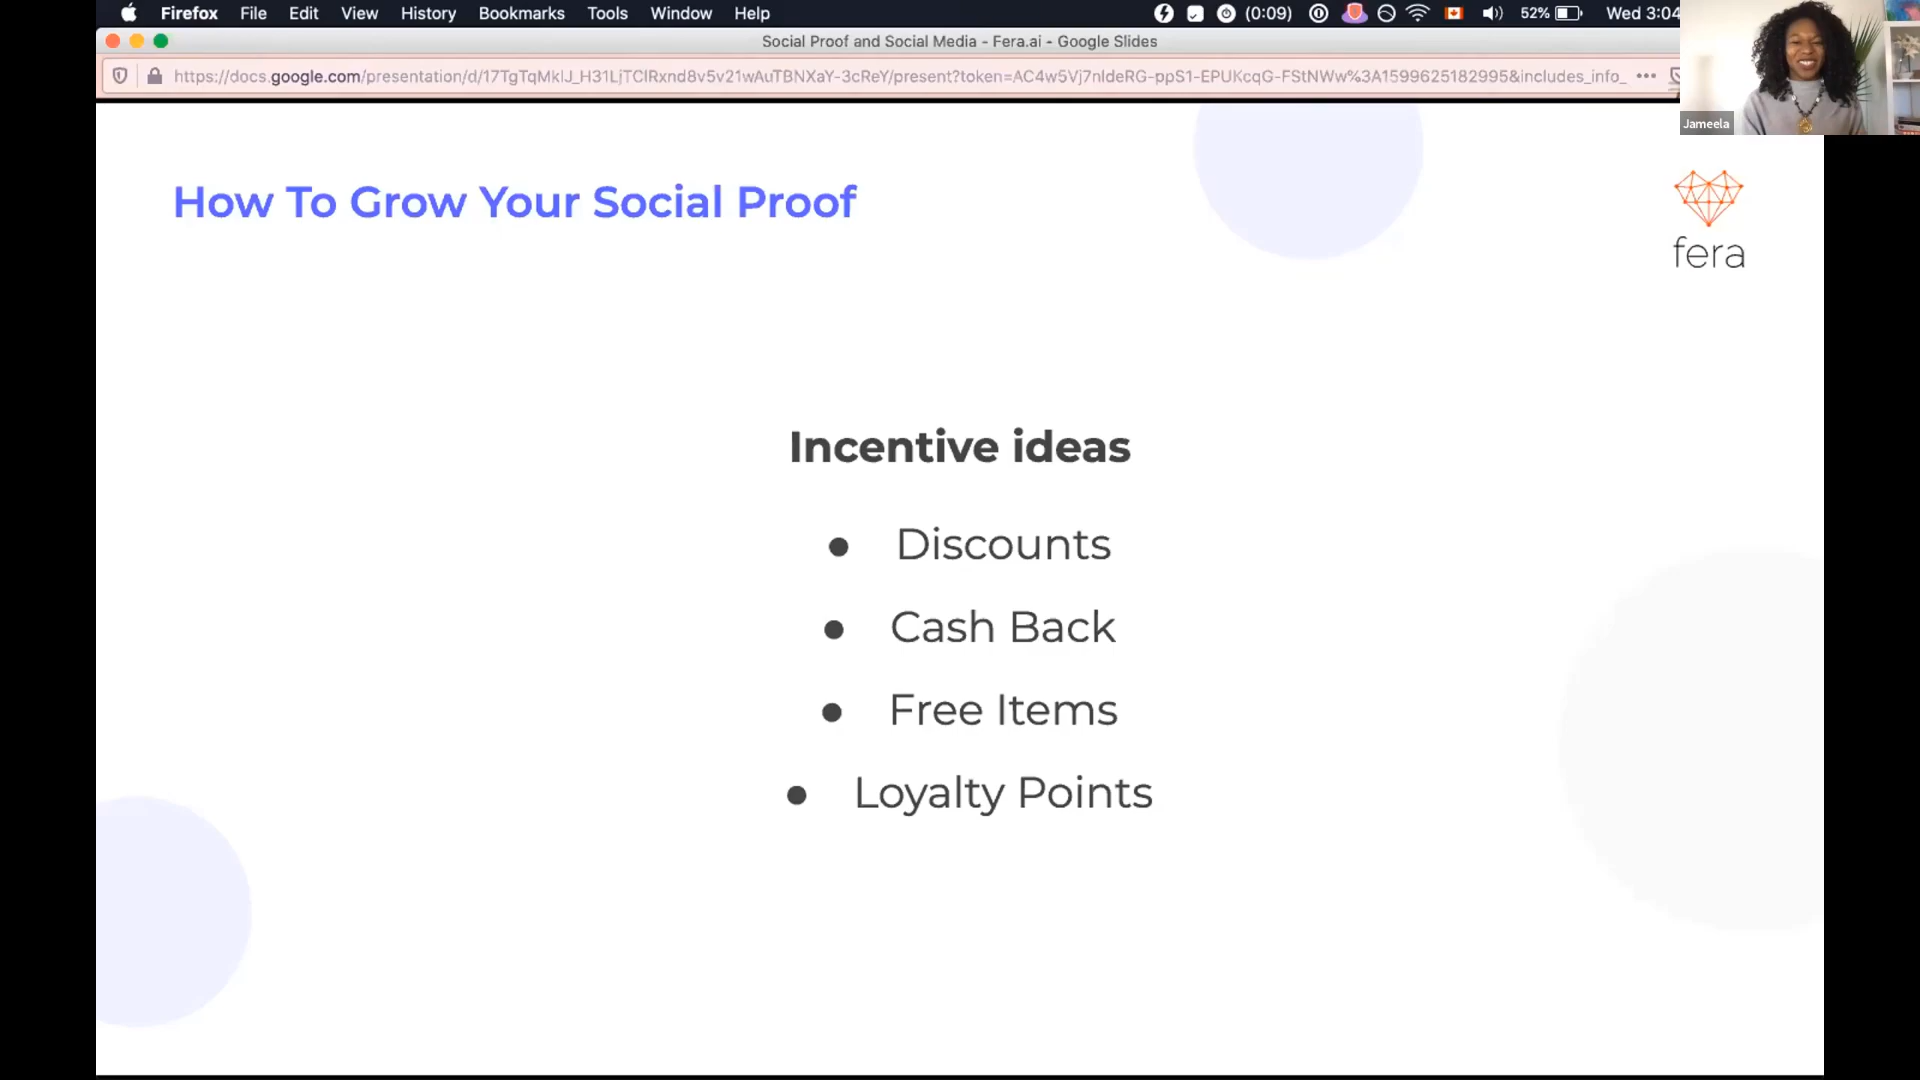 Firefox File Edit View History Bookmarks Tools Window Help (0:09) 52% Wed 3:04
Social Proof and Social Media - Fera.ai - Google Slides
https://docs.google.com/presentation/d/17TgTqMkIJ_H31LjTClRxnd8v5v21wAuTBNXaY-3cReY/present?token=AC4w5Vj7nldeRG-ppS1-EPUKcqG-FStNWw%3A1599625182995&includes_info_
Jameela
How To Grow Your Social Proof
fera
Incentive ideas
● Discounts
● Cash Back
● Free Items
● Loyalty Points